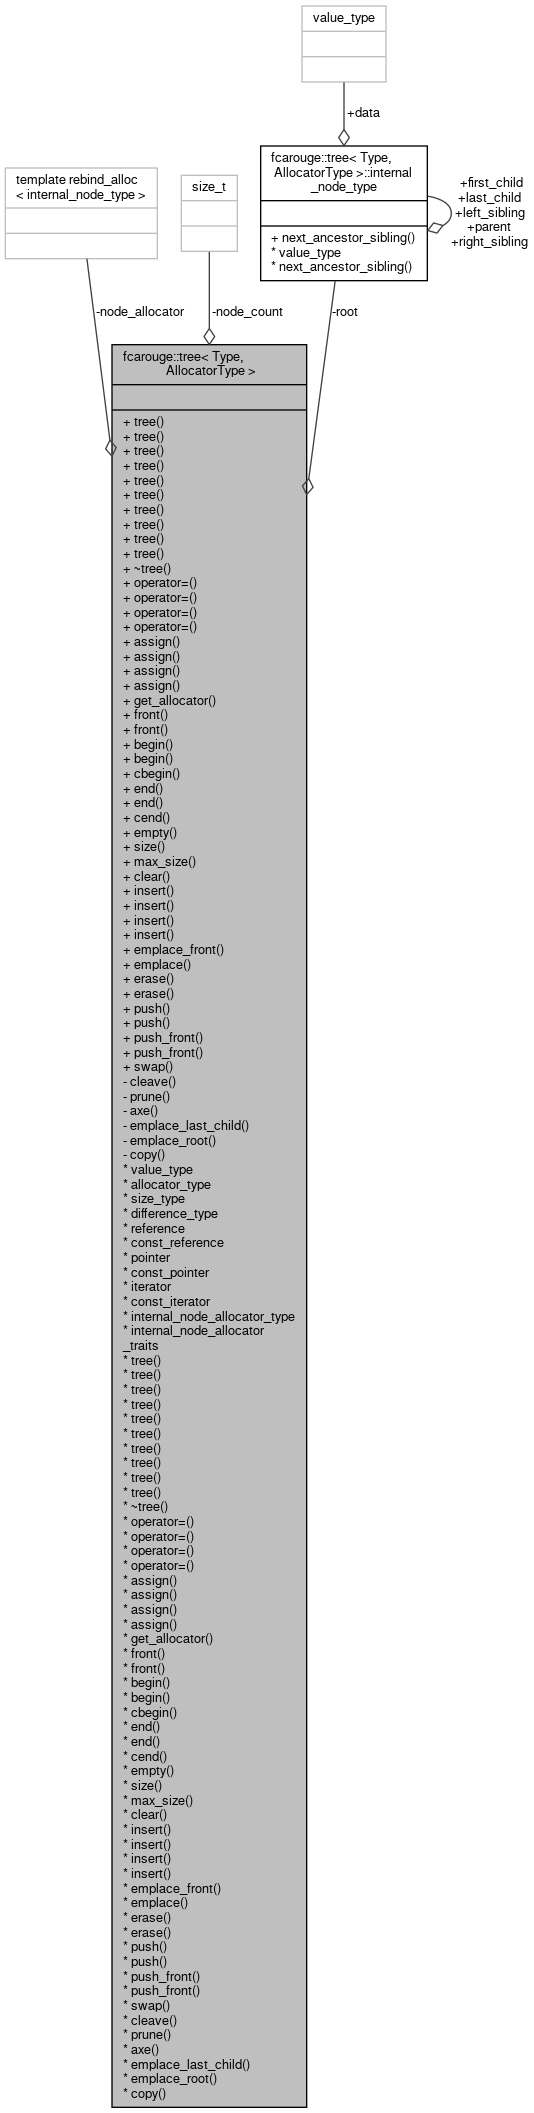 value_type
+data
fcarouge::tree< Type,
AllocatorType >::internal
_node_type
+ next_ancestor_sibling()
* value_type
* next_ancestor_sibling()
+first_child
+last_child
+left_sibling
+parent
+right_sibling
template rebind_alloc
< internal_node_type >
size_t
-node_allocator
-node_count
-root
fcarouge::tree< Type,
AllocatorType >
+ tree()
+ tree()
+ tree()
+ tree()
+ tree()
+ tree()
+ tree()
+ tree()
+ tree()
+ tree()
+ ~tree()
+ operator=()
+ operator=()
+ operator=()
+ operator=()
+ assign()
+ assign()
+ assign()
+ assign()
+ get_allocator()
+ front()
+ front()
+ begin()
+ begin()
+ cbegin()
+ end()
+ end()
+ cend()
+ empty()
+ size()
+ max_size()
+ clear()
+ insert()
+ insert()
+ insert()
+ insert()
+ emplace_front()
+ emplace()
+ erase()
+ erase()
+ push()
+ push()
+ push_front()
+ push_front()
+ swap()
- cleave()
- prune()
- axe()
- emplace_last_child()
- emplace_root()
- copy()
* value_type
* allocator_type
* size_type
* difference_type
* reference
* const_reference
* pointer
* const_pointer
* iterator
* const_iterator
* internal_node_allocator_type
* internal_node_allocator
_traits
* tree()
* tree()
* tree()
* tree()
* tree()
* tree()
* tree()
* tree()
* tree()
* tree()
* ~tree()
* operator=()
* operator=()
* operator=()
* operator=()
* assign()
* assign()
* assign()
* assign()
* get_allocator()
* front()
* front()
* begin()
* begin()
* cbegin()
* end()
* end()
* cend()
* empty()
* size()
* max_size()
* clear()
* insert()
* insert()
* insert()
* insert()
* emplace_front()
* emplace()
* erase()
* erase()
* push()
* push()
* push_front()
* push_front()
* swap()
* cleave()
* prune()
* axe()
* emplace_last_child()
* emplace_root()
* copy()